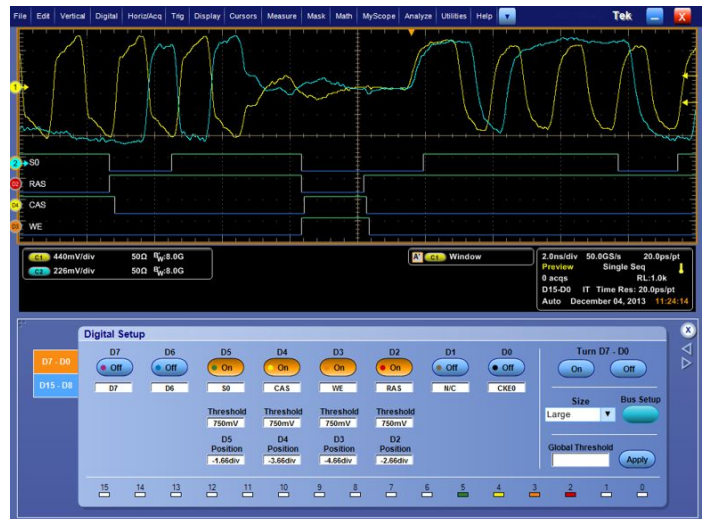 File Edit Vertical Digital Horiz/Acq Trig Display Cursors Measure Mask Math MyScope Analyze Utilities Help Tek X
1
2 S0
D2 RAS
D4 CAS
D3 WE
C1 440mV/div 50Ω BW:8.0G
C2 226mV/div 50Ω BW:8.0G
A' C1 Window
2.0ns/div 50.0GS/s 20.0ps/pt
Preview Single Seq
0 acqs RL:1.0k
D15-D0 IT Time Res: 20.0ps/pt
Auto December 04, 2013 11:24:14
Digital Setup X
D7 - D0
D15 - D8
D7 D6 D5 D4 D3 D2 D1 D0
Off Off On On On On Off Off
D7 D6 S0 CAS WE RAS N/C CKE0
Threshold Threshold Threshold Threshold
750mV 750mV 750mV 750mV
D5 D4 D3 D2
Position Position Position Position
-1.66div -3.66div -4.66div -2.66div
Turn D7 - D0
On Off
Size Bus Setup
Large
Global Threshold
Apply
15 14 13 12 11 10 9 8 7 6 5 4 3 2 1 0